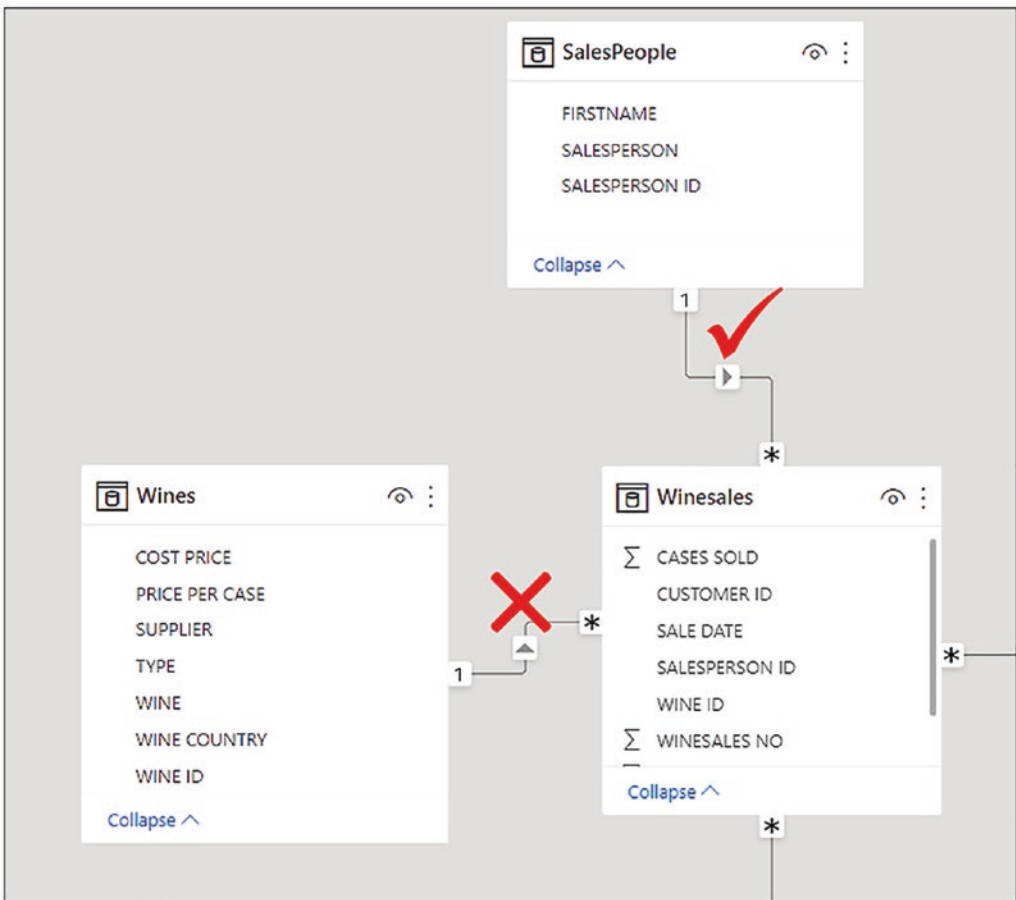 SalesPeople
FIRSTNAME
SALESPERSON
SALESPERSON ID
Collapse
1
*
Wines
COST PRICE
PRICE PER CASE
SUPPLIER
TYPE
WINE
WINE COUNTRY
WINE ID
Collapse
1
*
Winesales
Σ CASES SOLD
CUSTOMER ID
SALE DATE
SALESPERSON ID
WINE ID
Σ WINESALES NO
Collapse
*
*